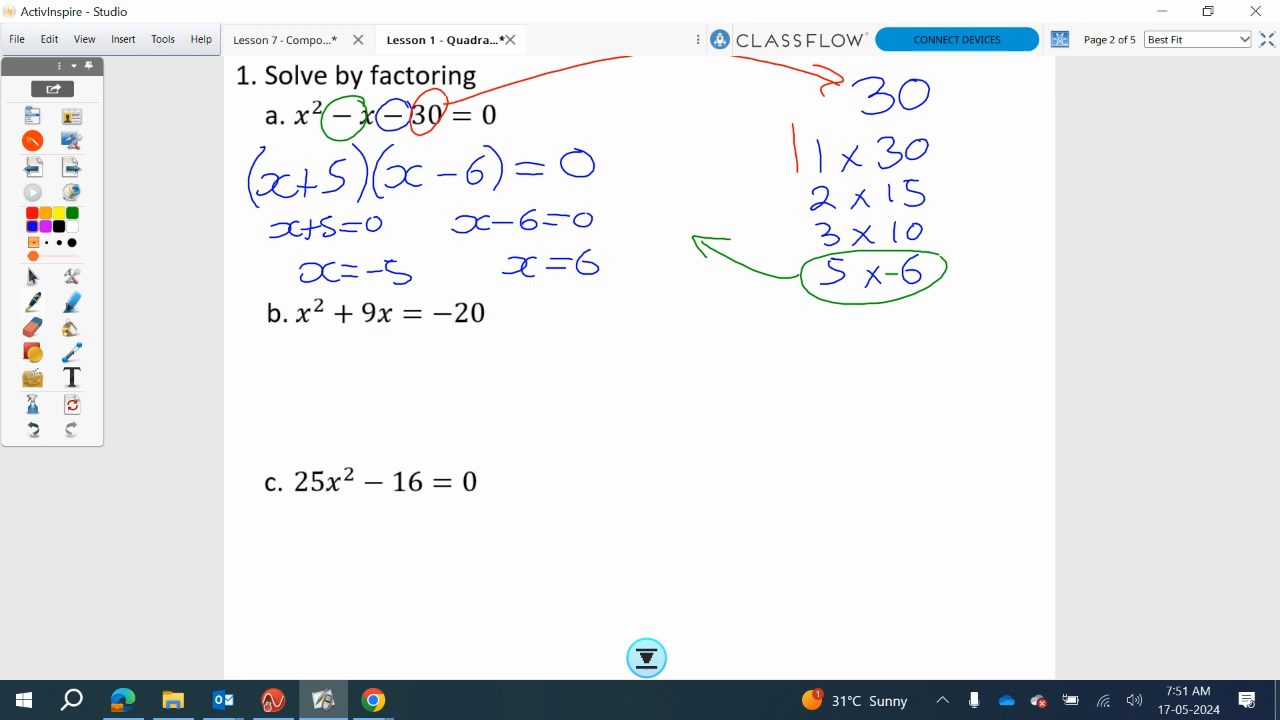 ActivInspire - Studio
File Edit View Insert Tools Help Lesson 7 - Compo...* Lesson 1 - Quadra...* CLASSFLOW CONNECT DEVICES Page 2 of 5 Best Fit
1. Solve by factoring
a. x² − x − 30 = 0
(x+5)(x−6)=0
x+5=0 x−6=0
x=−5 x=6
30
1 x 30
2 x 15
3 x 10
5 x−6
b. x² + 9x = −20
c. 25x² − 16 = 0
T
1
31°C Sunny
7:51 AM
17-05-2024